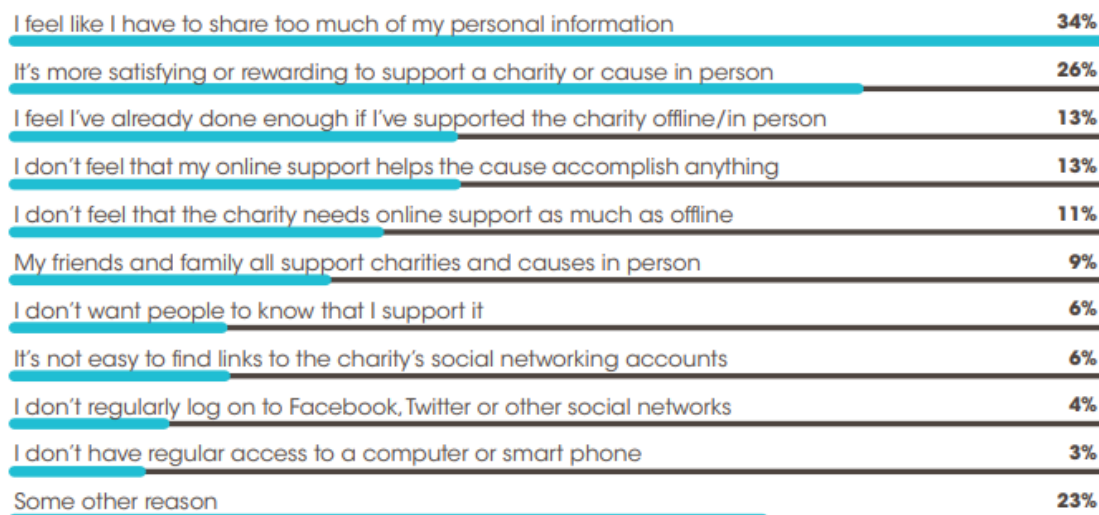 I feel like I have to share too much of my personal information 34%
It's more satisfying or rewarding to support a charity or cause in person 26%
I feel I've already done enough if I've supported the charity offline/in person 13%
I don't feel that my online support helps the cause accomplish anything 13%
I don't feel that the charity needs online support as much as offline 11%
My friends and family all support charities and causes in person 9%
I don't want people to know that I support it 6%
It's not easy to find links to the charity's social networking accounts 6%
I don't regularly log on to Facebook, Twitter or other social networks 4%
I don't have regular access to a computer or smart phone 3%
Some other reason 23%